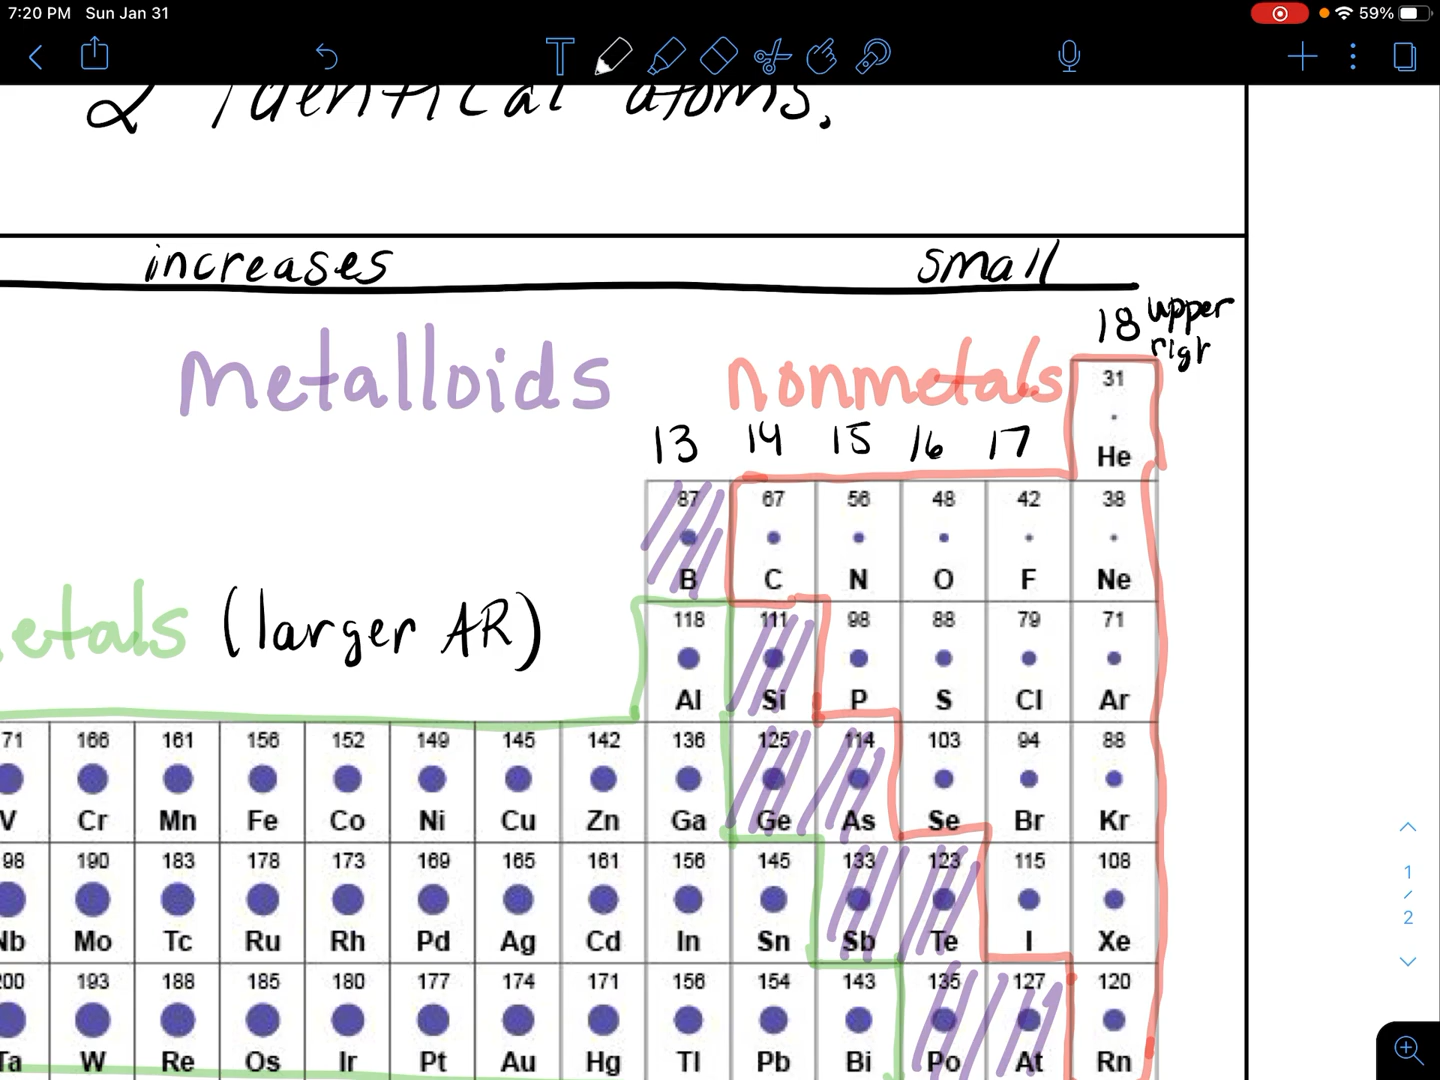 7:20 PM Sun Jan 31 59%
T
2 identical atoms.
increases small
18 upper
rigt
metalloids nonmetals
31
13 14 15 16 17
He
87 67 56 48 42 38
B C N O F Ne
etals (larger AR)
118 111 98 88 79 71
Al Si P S Cl Ar
71 166 161 156 152 149 145 142 136 125 114 103 94 88
V Cr Mn Fe Co Ni Cu Zn Ga Ge As Se Br Kr
98 190 183 178 173 169 165 161 156 145 133 123 115 108
Nb Mo Tc Ru Rh Pd Ag Cd In Sn Sb Te I Xe
200 193 188 185 180 177 174 171 156 154 143 135 127 120
Ta W Re Os Ir Pt Au Hg Tl Pb Bi Po At Rn
1
/
2